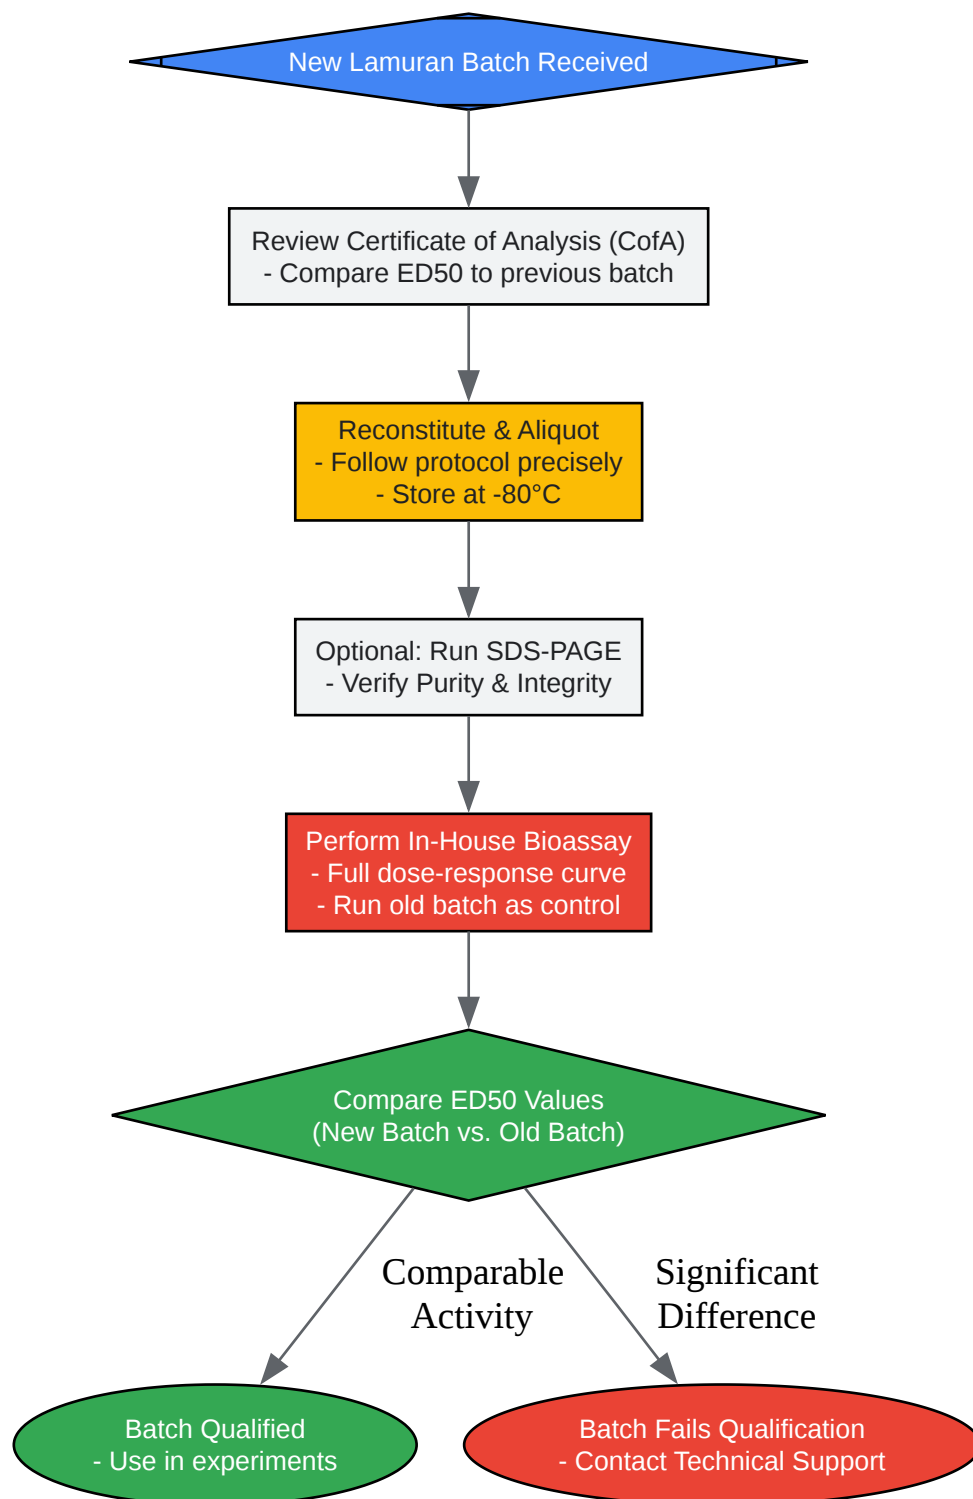 New Lamuran Batch Received
Review Certificate of Analysis (CofA)
- Compare ED50 to previous batch
Reconstitute & Aliquot
- Follow protocol precisely
- Store at -80°C
Optional: Run SDS-PAGE
- Verify Purity & Integrity
Perform In-House Bioassay
- Full dose-response curve
- Run old batch as control
Compare ED50 Values
(New Batch vs. Old Batch)
Comparable
Activity
Significant
Difference
Batch Qualified
- Use in experiments
Batch Fails Qualification
- Contact Technical Support